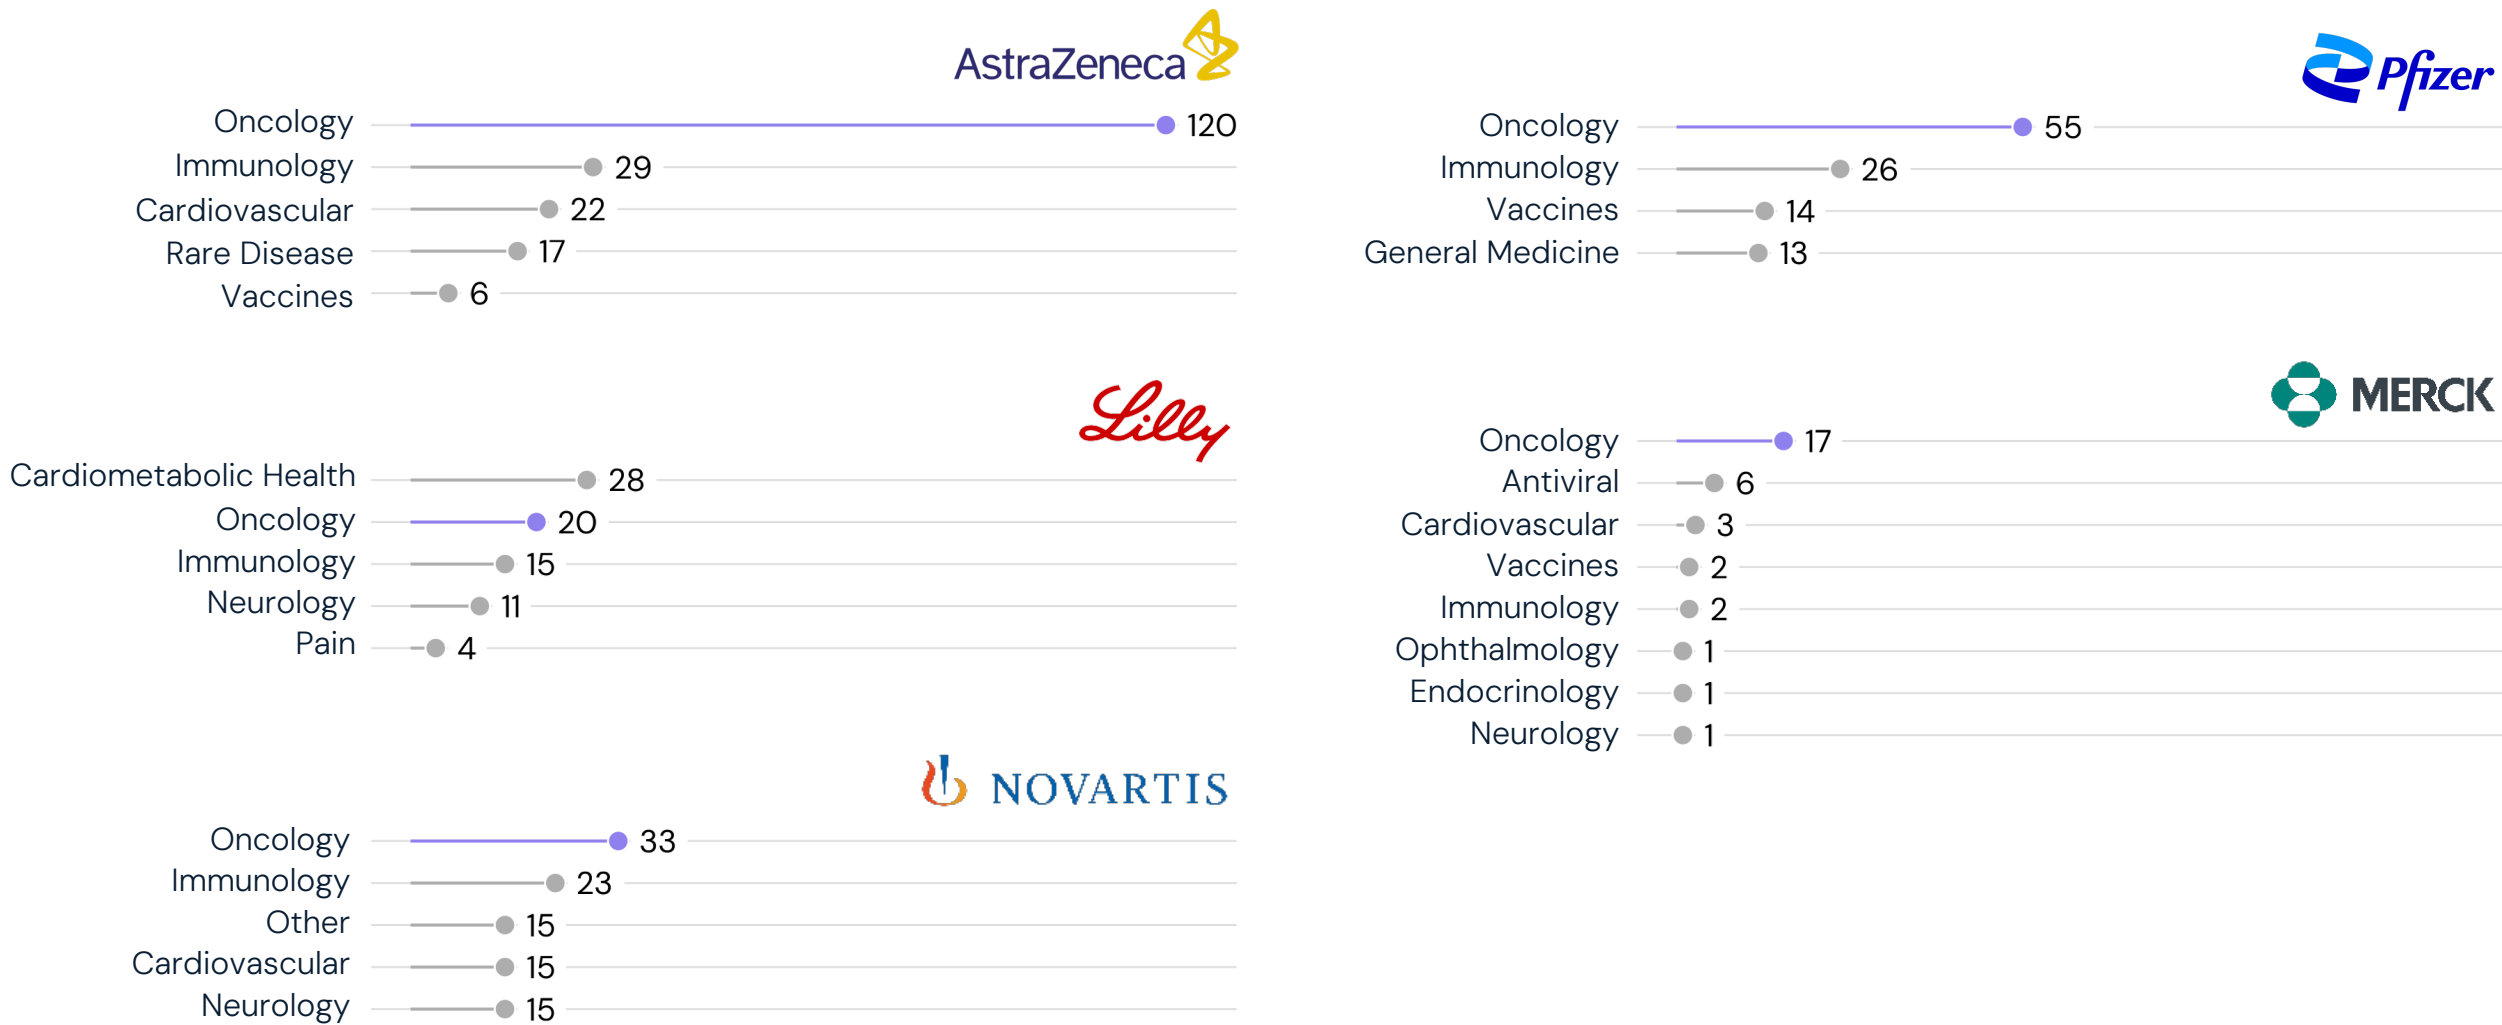 AstraZeneca
Oncology 120
Immunology 29
Cardiovascular 22
Rare Disease 17
Vaccines 6
Pfizer
Oncology 55
Immunology 26
Vaccines 14
General Medicine 13
Lilly
Cardiometabolic Health 28
Oncology 20
Immunology 15
Neurology 11
Pain 4
MERCK
Oncology 17
Antiviral 6
Cardiovascular 3
Vaccines 2
Immunology 2
Ophthalmology 1
Endocrinology 1
Neurology 1
NOVARTIS
Oncology 33
Immunology 23
Other 15
Cardiovascular 15
Neurology 15